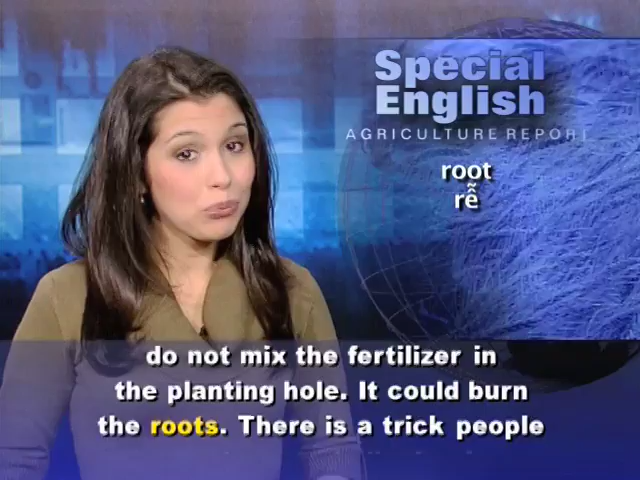 Special
English
AGRICULTURE REPORT
root
rễ
do not mix the fertilizer in
the planting hole. It could burn
the roots. There is a trick people